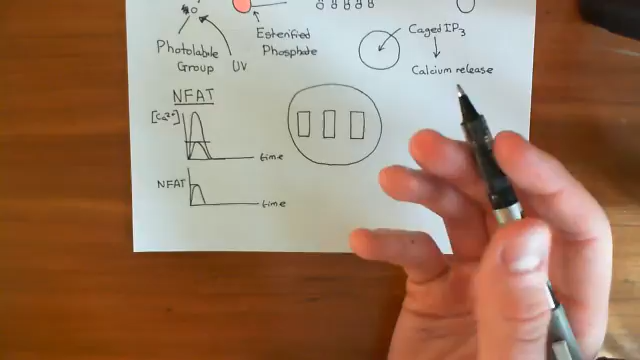 Esterified
Phosphate
Photolabile
Group
UV
Caged IP3
Calcium release
NFAT
[Ca2+]
time
NFAT
time